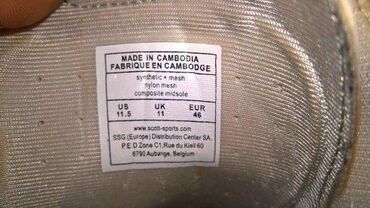 MADE IN CAMBODIA
FABRIQUE EN CAMBODGE
synthetic + mesh
nylon mesh
composite midsole
US UK EUR
11.5 11 46
www.scott-sports.com
SSG (Europe) Distribution Center SA.
P.E.D Zone C1,Rue du Kiell 60
6790 Aubange, Belgium